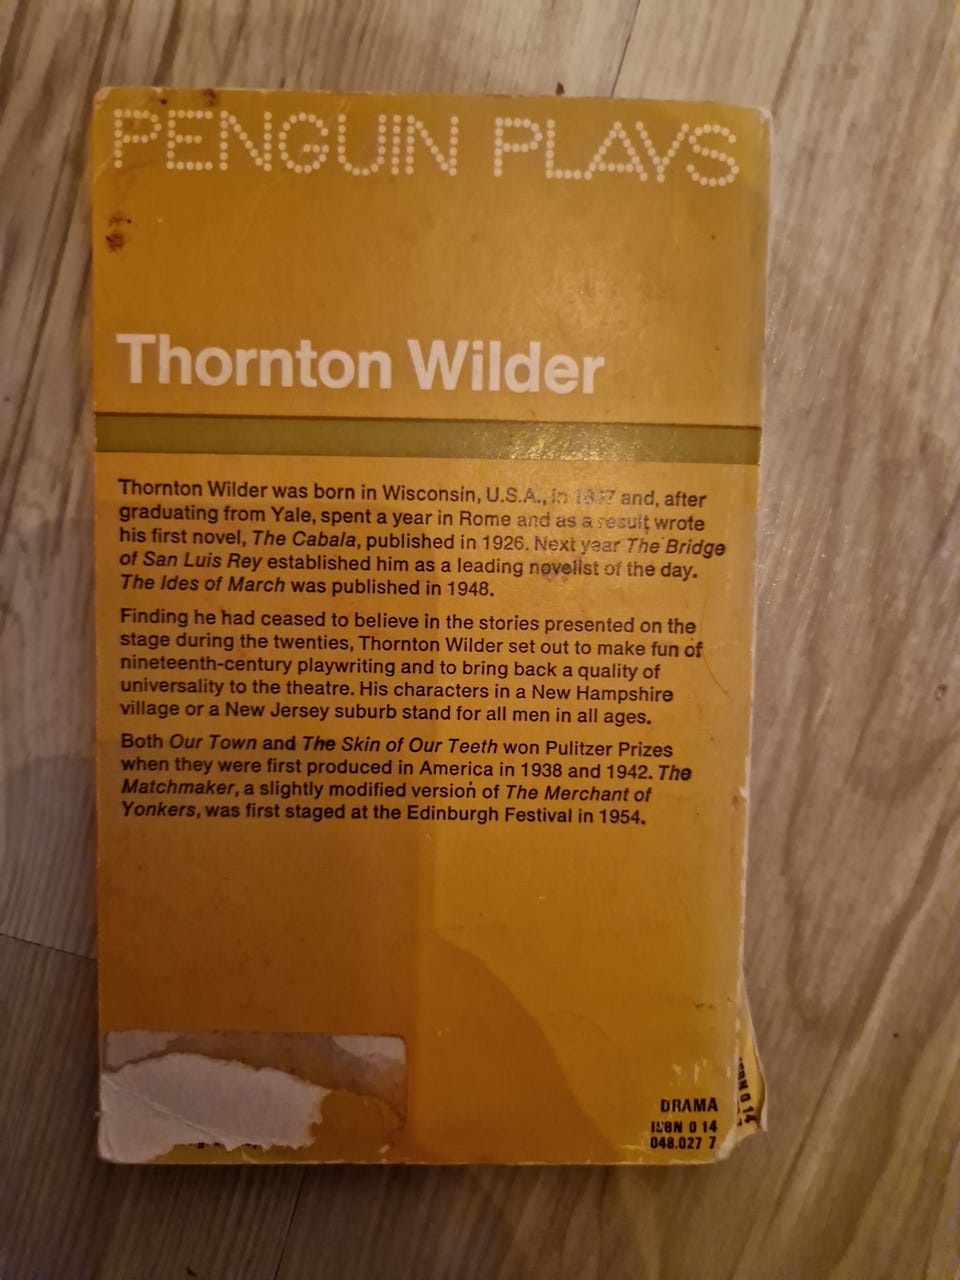 PENGUIN PLAYS
Thornton Wilder
Thornton Wilder was born in Wisconsin, U.S.A., in 1897 and, after
graduating from Yale, spent a year in Rome and as a result wrote
his first novel, The Cabala, published in 1926. Next year The Bridge
of San Luis Rey established him as a leading novelist of the day.
The Ides of March was published in 1948.
Finding he had ceased to believe in the stories presented on the
stage during the twenties, Thornton Wilder set out to make fun of
nineteenth-century playwriting and to bring back a quality of
universality to the theatre. His characters in a New Hampshire
village or a New Jersey suburb stand for all men in all ages.
Both Our Town and The Skin of Our Teeth won Pulitzer Prizes
when they were first produced in America in 1938 and 1942. The
Matchmaker, a slightly modified version of The Merchant of
Yonkers, was first staged at the Edinburgh Festival in 1954.
DRAMA
ISBN 0 14
048.027 7